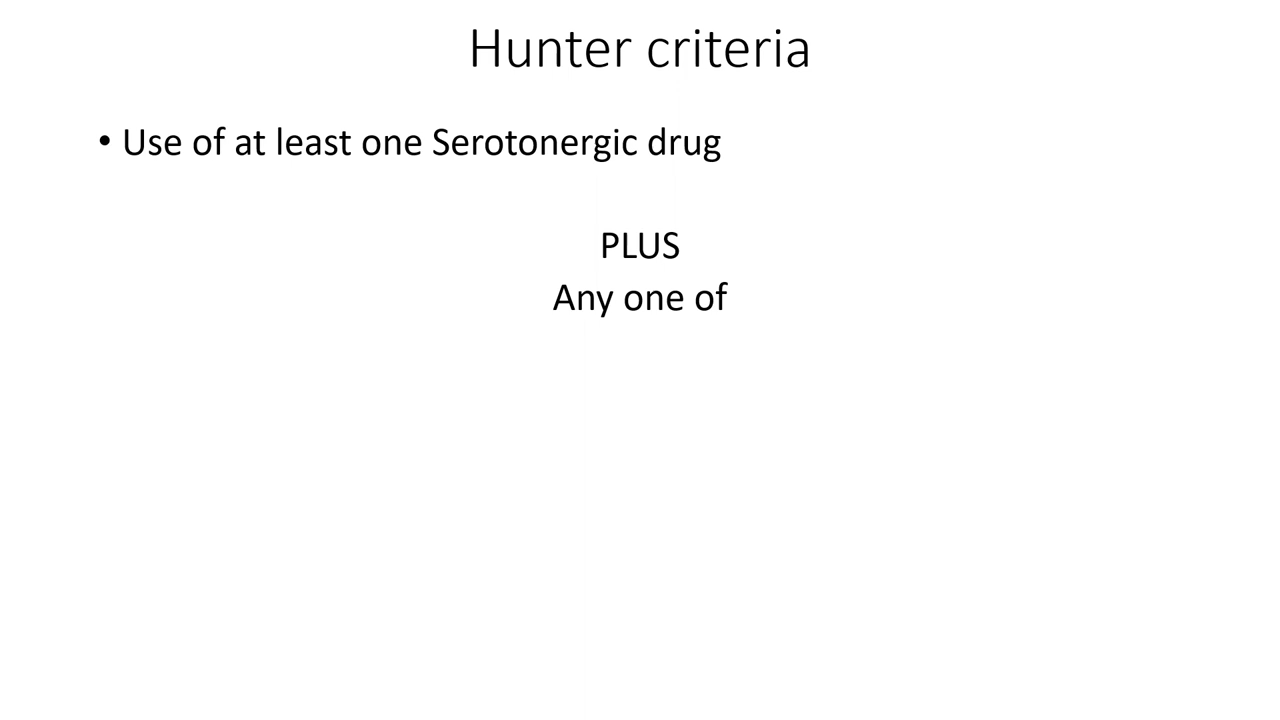 Hunter criteria
• Use of at least one Serotonergic drug
PLUS
Any one of